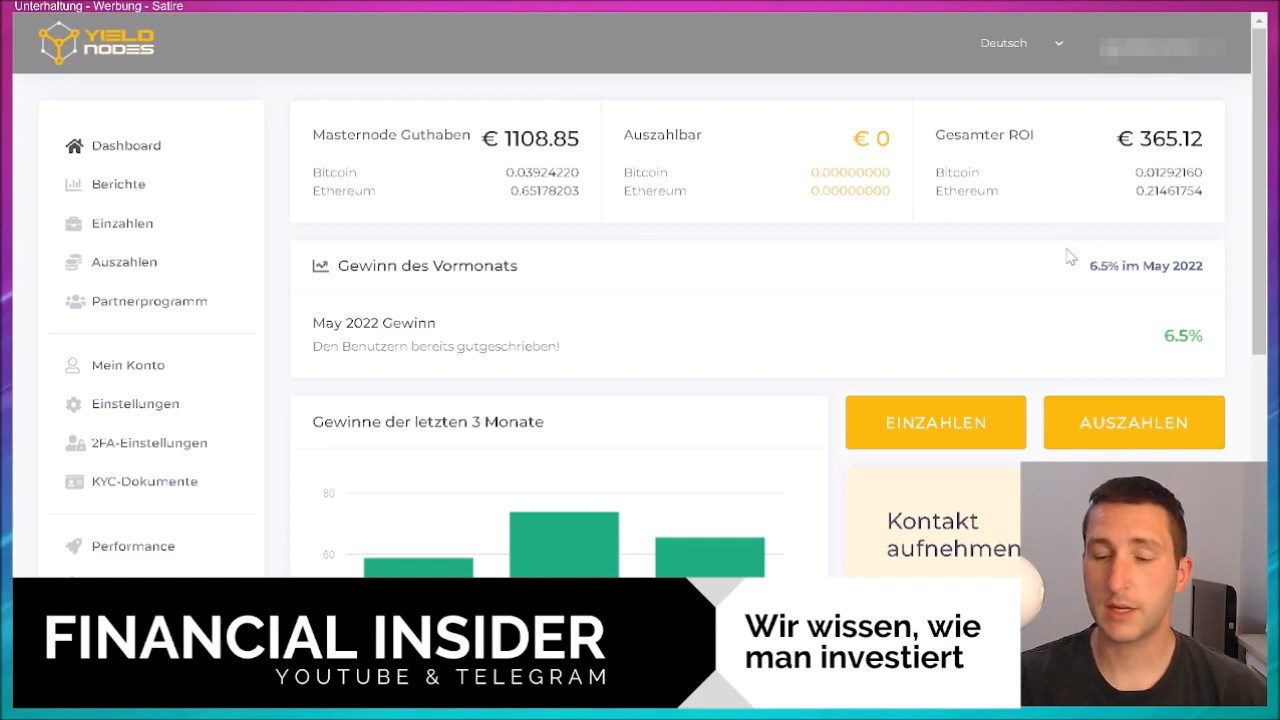 Unterhaltung - Werbung - Satire
YIELD
NODES
Deutsch
Dashboard
Berichte
Einzahlen
Auszahlen
Partnerprogramm
Mein Konto
Einstellungen
2FA-Einstellungen
KYC-Dokumente
Performance
Masternode Guthaben € 1108.85
Bitcoin 0.03924220
Ethereum 0.65178203
Auszahlbar € 0
Bitcoin 0.00000000
Ethereum 0.00000000
Gesamter ROI € 365.12
Bitcoin 0.01292160
Ethereum 0.21461754
Gewinn des Vormonats 6.5% im May 2022
May 2022 Gewinn
Den Benutzern bereits gutgeschrieben!
6.5%
Gewinne der letzten 3 Monate
80
60
EINZAHLEN AUSZAHLEN
Kontakt
aufnehmen
FINANCIAL INSIDER
YOUTUBE & TELEGRAM
Wir wissen, wie
man investiert